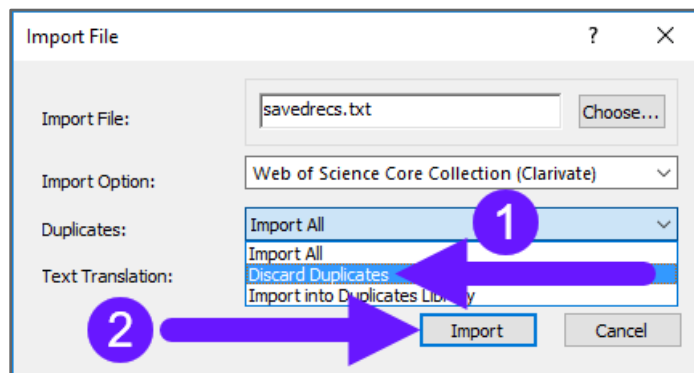 Import File ? X
Import File: savedrecs.txt Choose...
Import Option: Web of Science Core Collection (Clarivate)
Duplicates: Import All
1
Import All
Text Translation: Discard Duplicates
Import into Duplicates Library
2 Import Cancel